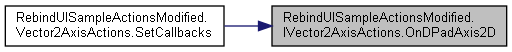 RebindUISampleActionsModified.
Vector2AxisActions.SetCallbacks
RebindUISampleActionsModified.
IVector2AxisActions.OnDPadAxis2D